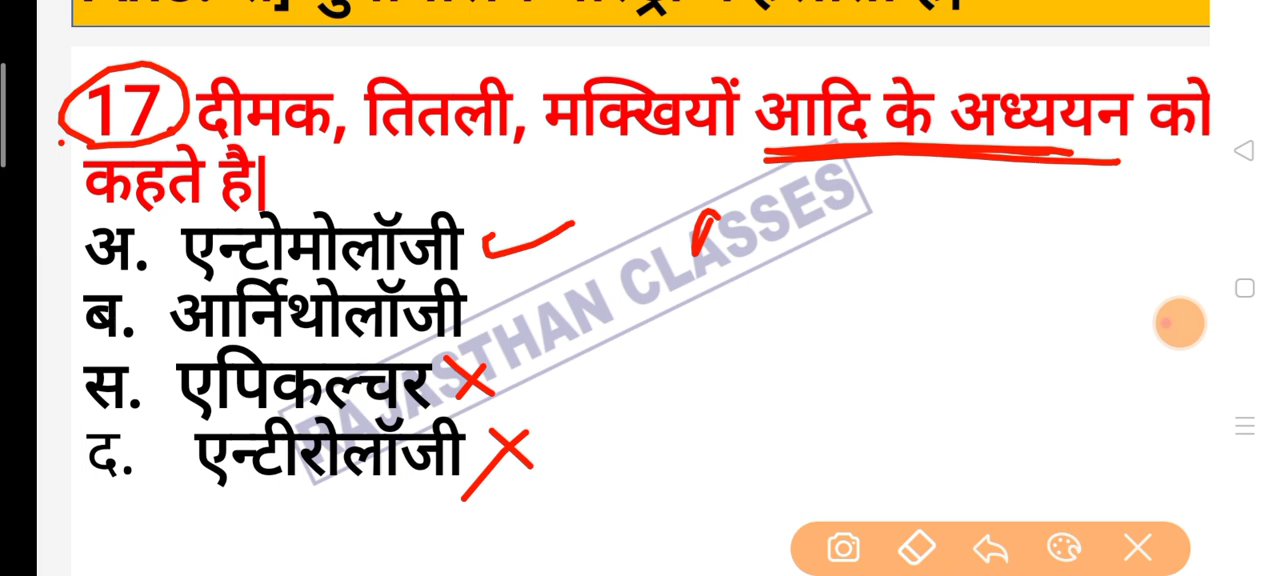 17 दीमक, तितली, मक्खियों आदि के अध्ययन को
कहते है|
अ. एन्टोमोलॉजी
ब. आर्निथोलॉजी
स. एपिकल्चर
द. एन्टीरोलॉजी
RAJASTHAN CLASSES